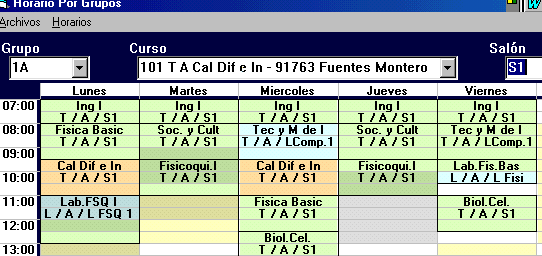 Horario Por Grupos
Archivos Horarios
Grupo Curso Salón
1A 101 T A Cal Dif e In - 91763 Fuentes Montero S1
Lunes Martes Miercoles Jueves Viernes
07:00 Ing I Ing I Ing I Ing I Ing I
T / A / S1 T / A / S1 T / A / S1 T / A / S1 T / A / S1
08:00 Fisica Basic Soc. y Cult Tec y M de I Soc. y Cult Tec y M de I
T / A / S1 T / A / S1 T / A / LComp.1 T / A / S1 T / A / LComp.1
09:00
Cal Dif e In Fisicoqui.I Cal Dif e In Fisicoqui.I Lab.Fis.Bas
10:00 T / A / S1 T / A / S1 T / A / S1 T / A / S1 L / A / L Fisi
11:00 Lab.FSQ I Fisica Basic Biol.Cel.
L / A / L FSQ 1 T / A / S1 T / A / S1
12:00
Biol.Cel.
13:00 T / A / S1